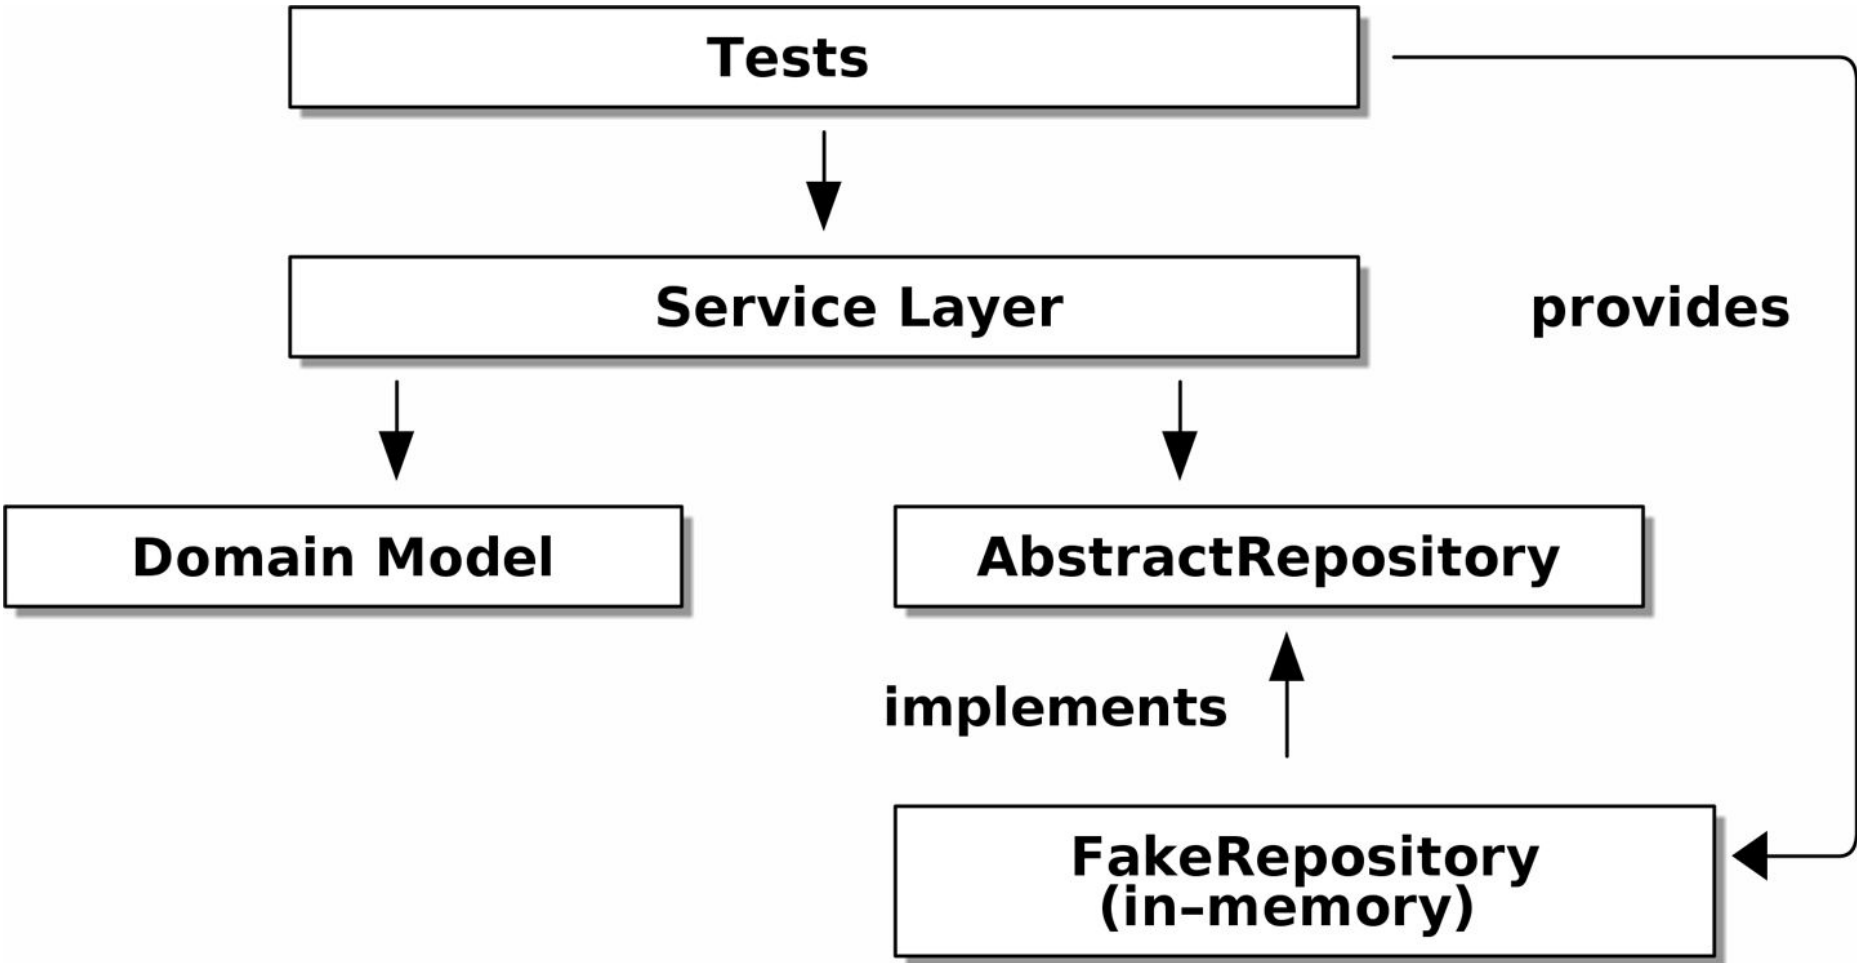 Tests
Service Layer
provides
Domain Model
AbstractRepository
implements
FakeRepository
(in–memory)